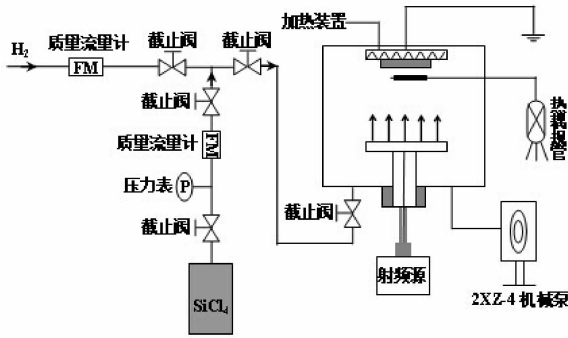 加热装置
H₂
质量流量计
截止阀
截止阀
FM
截止阀
质量流量计
FM
压力表
P
截止阀
截止阀
射频源
SiCl₄
2XZ-4 机械泵